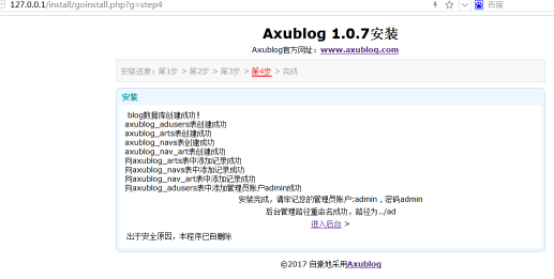 127.0.0.1/install/goinstall.php?g=step4
百度
Axublog 1.0.7安装
Axublog官方网址：www.axublog.com
安装进度：第1步 > 第2步 > 第3步 > 第4步 > 完成
安装
blog数据库创建成功！
axublog_adusers表创建成功
axublog_arts表创建成功
axublog_navs表创建成功
axublog_nav_art表创建成功
向axublog_arts表中添加记录成功
向axublog_navs表中添加记录成功
向axublog_nav_art表中添加记录成功
向axublog_adusers表中添加管理员账户admin成功
安装完成，请牢记您的管理员账户:admin，密码admin
后台管理路径重命名成功，路径为../ad
进入后台 >
出于安全原因，本程序已自删除
©2017 自豪地采用Axublog